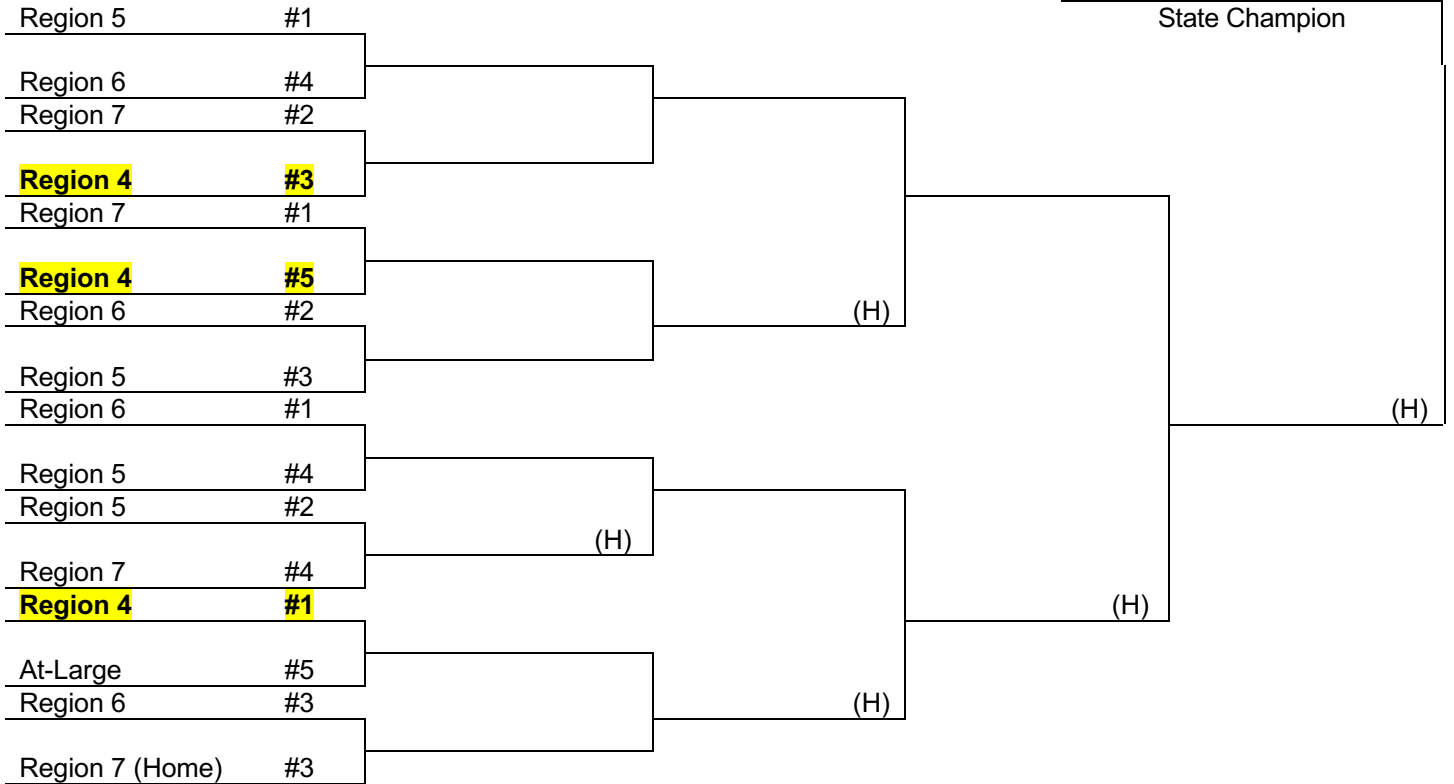 Region 5 #1
State Champion
Region 6 #4
Region 7 #2
Region 4 #3
Region 7 #1
Region 4 #5
Region 6 #2
(H)
Region 5 #3
Region 6 #1
(H)
Region 5 #4
Region 5 #2
(H)
Region 7 #4
Region 4 #1
(H)
At-Large #5
Region 6 #3
(H)
Region 7 (Home) #3